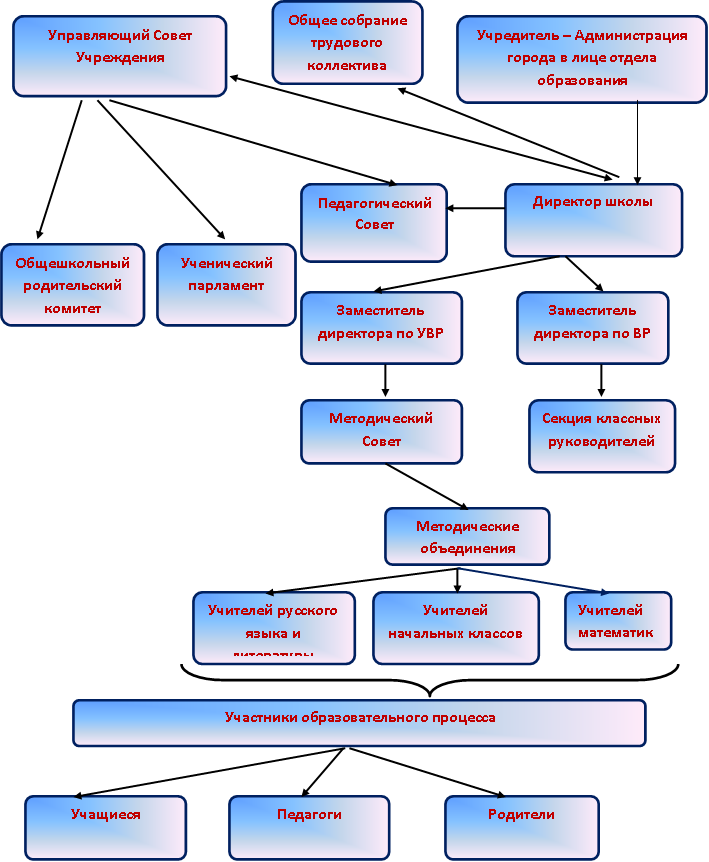 Управляющий Совет
Учреждения
Общее собрание
трудового
коллектива
Учредитель – Администрация
города в лице отдела
образования
Педагогический
Совет
Директор школы
Общешкольный
родительский
комитет
Ученический
парламент
Заместитель
директора по УВР
Заместитель
директора по ВР
Методический
Совет
Секция классных
руководителей
Методические
объединения
Учителей русского
языка и
литературы
Учителей
начальных классов
Учителей
математик
Участники образовательного процесса
Учащиеся
Педагоги
Родители